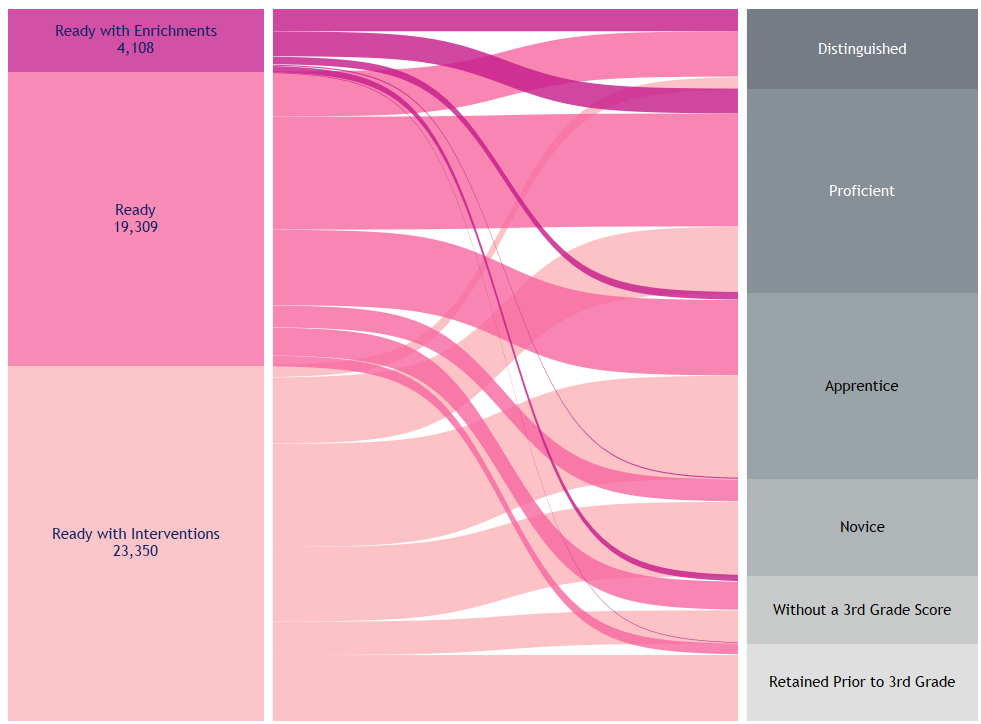 Ready with Enrichments
4,108
Ready
19,309
Ready with Interventions
23,350
Distinguished
Proficient
Apprentice
Novice
Without a 3rd Grade Score
Retained Prior to 3rd Grade